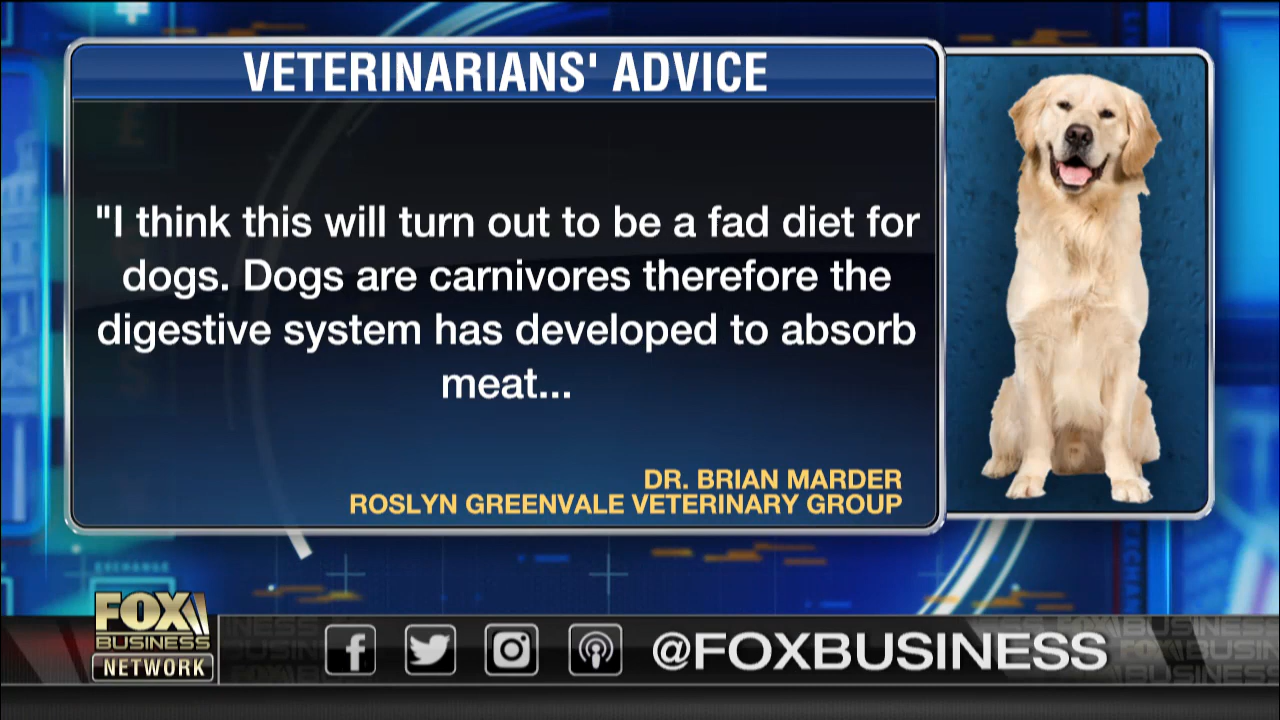 VETERINARIANS' ADVICE
"I think this will turn out to be a fad diet for
dogs. Dogs are carnivores therefore the
digestive system has developed to absorb
meat...
DR. BRIAN MARDER
ROSLYN GREENVALE VETERINARY GROUP
EXCHANGE
FOX
BUSINESS
NETWORK
@FOXBUSINESS